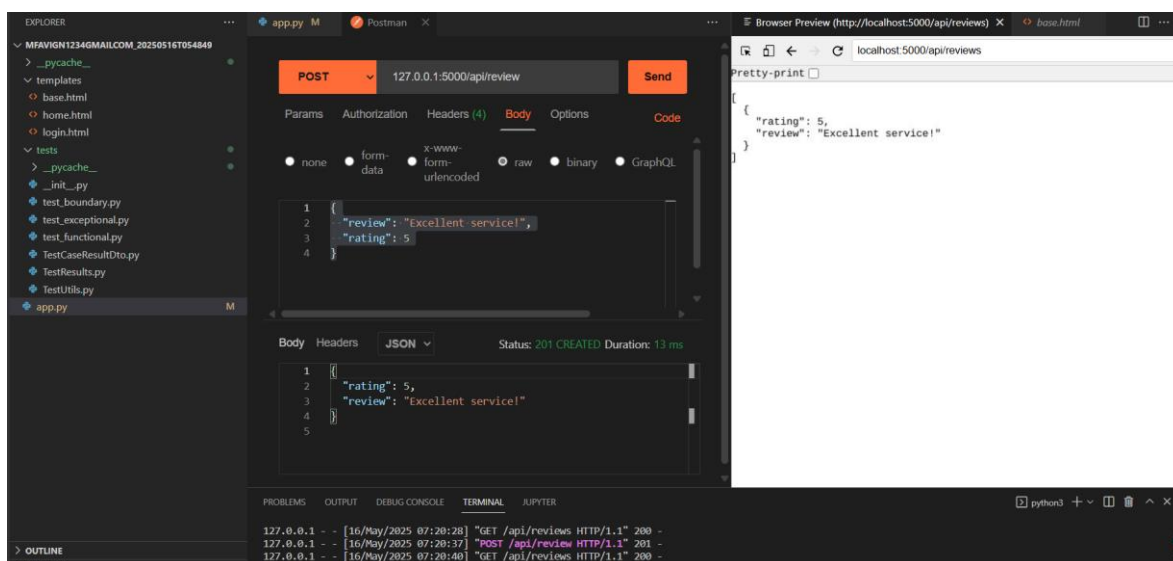 EXPLORER
MFAVIGN1234GMAILCOM_20250516T054849
__pycache__
templates
base.html
home.html
login.html
tests
__pycache__
__init__.py
test_boundary.py
test_exceptional.py
test_functional.py
TestCaseResultDto.py
TestResults.py
TestUtils.py
app.py M
OUTLINE
app.py M
Postman
POST 127.0.0.1:5000/api/review Send
Params Authorization Headers (4) Body Options Code
none form-data x-www-form-urlencoded raw binary GraphQL
1 {
2 "review": "Excellent service!",
3 "rating": 5
4 }
Body Headers JSON Status: 201 CREATED Duration: 13 ms
1 {
2 "rating": 5,
3 "review": "Excellent service!"
4 }
5
PROBLEMS OUTPUT DEBUG CONSOLE TERMINAL JUPYTER
python3
127.0.0.1 - - [16/May/2025 07:20:28] "GET /api/reviews HTTP/1.1" 200 -
127.0.0.1 - - [16/May/2025 07:20:37] "POST /api/review HTTP/1.1" 201 -
127.0.0.1 - - [16/May/2025 07:20:40] "GET /api/reviews HTTP/1.1" 200 -
Browser Preview (http://localhost:5000/api/reviews)
base.html
localhost:5000/api/reviews
Pretty-print
[
{
"rating": 5,
"review": "Excellent service!"
}
]